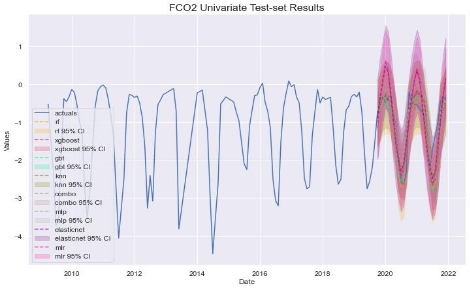 FCO2 Univariate Test-set Results
Values
1
0
−1
−2
−3
−4
actuals
rf
rf 95% CI
xgboost
xgboost 95% CI
gbt
gbt 95% CI
knn
knn 95% CI
combo
combo 95% CI
mlp
mlp 95% CI
elasticnet
elasticnet 95% CI
mlr
mlr 95% CI
2010
2012
2014
2016
2018
2020
2022
Date